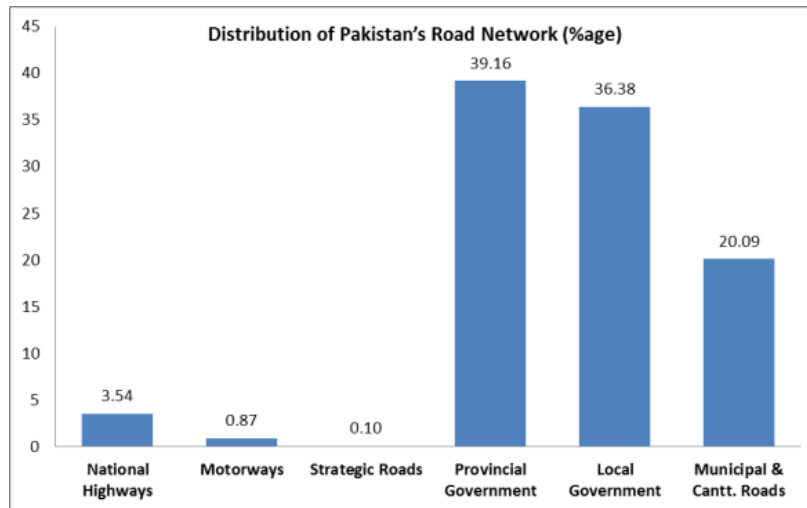 Distribution of Pakistan's Road Network (%age)
45
40
35
30
25
20
15
10
5
0
3.54
0.87
0.10
39.16
36.38
20.09
National
Highways
Motorways
Strategic Roads
Provincial
Government
Local
Government
Municipal &
Cantt. Roads